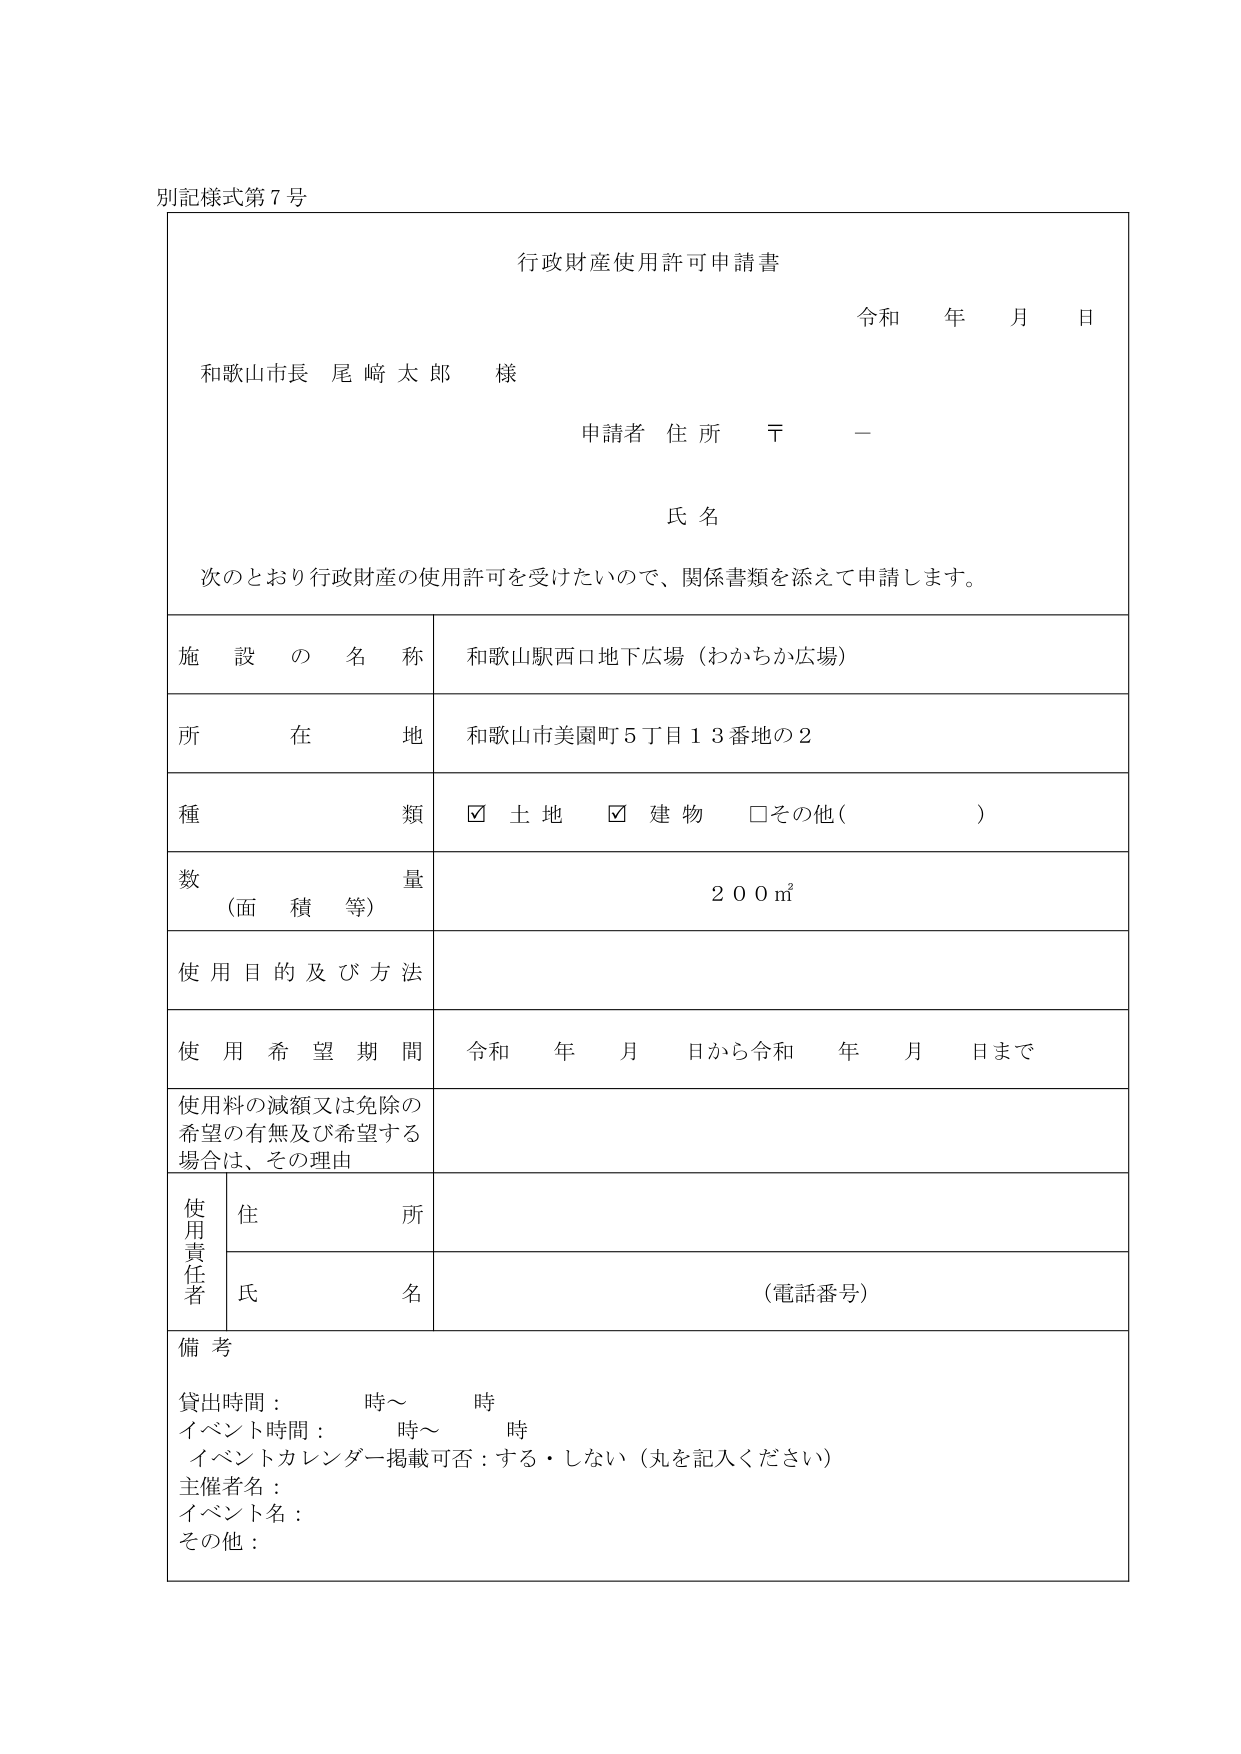 別記様式第７号
行政財産使用許可申請書
令和　　年　　月　　日
和歌山市長　尾 﨑 太 郎　　様
申請者　住 所　　〒　　　－
氏 名
次のとおり行政財産の使用許可を受けたいので、関係書類を添えて申請します。
施設の名称　和歌山駅西口地下広場（わかちか広場）
所在地　和歌山市美園町５丁目１３番地の２
種類　☑ 土 地　☑ 建 物　□その他(　　　　　　)
数量
（面　積　等）　２００㎡
使用目的及び方法
使用希望期間　令和　　年　　月　　日から令和　　年　　月　　日まで
使用料の減額又は免除の
希望の有無及び希望する
場合は、その理由
使用責任者
住所
氏名　（電話番号）
備 考
貸出時間：　　　　時～　　　時
イベント時間：　　　時～　　　時
イベントカレンダー掲載可否：する・しない（丸を記入ください）
主催者名：
イベント名：
その他：